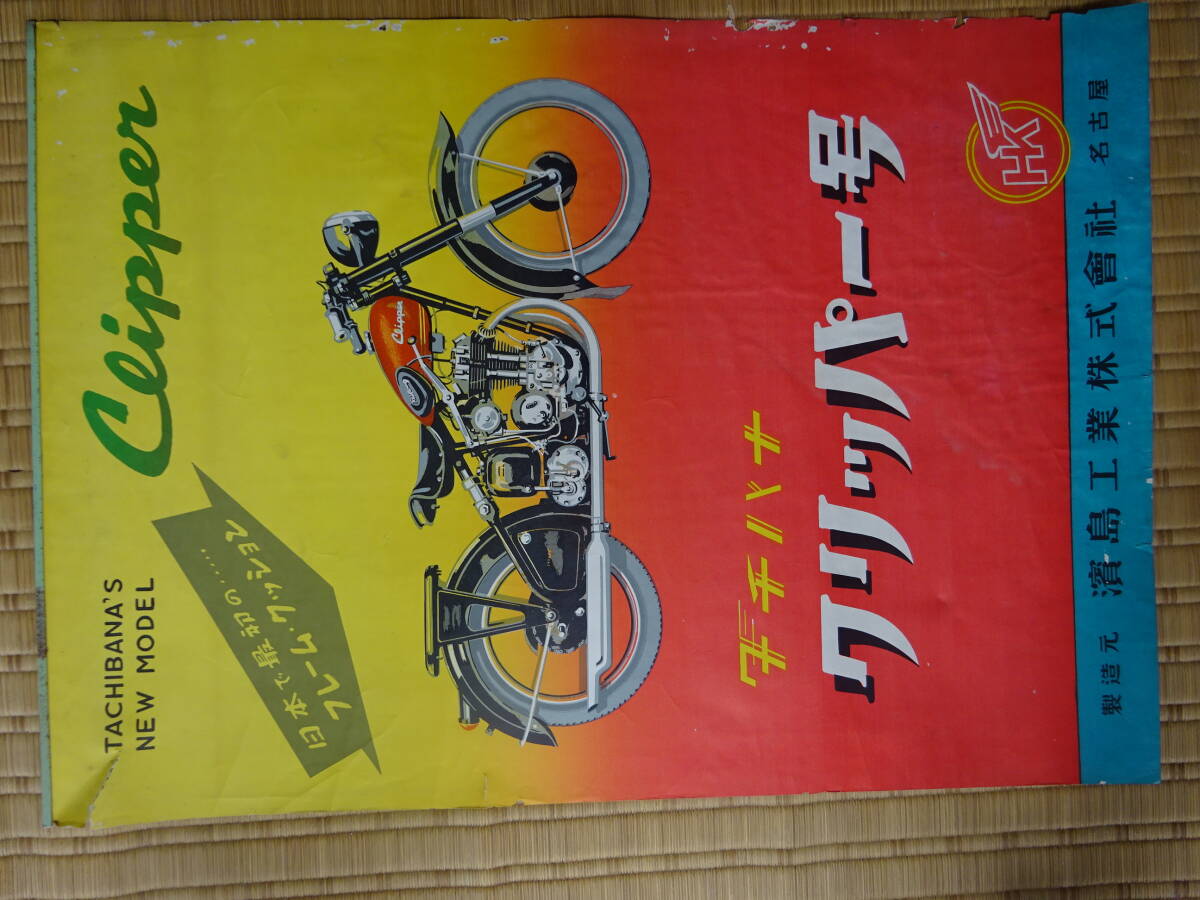 TACHIBANA'S
NEW MODEL
Clipper
日本で最初の……
フレーム・クッション
Clipper
タチバナ
クリッパー号
HK
製造元 濱島工業株式會社 名古屋